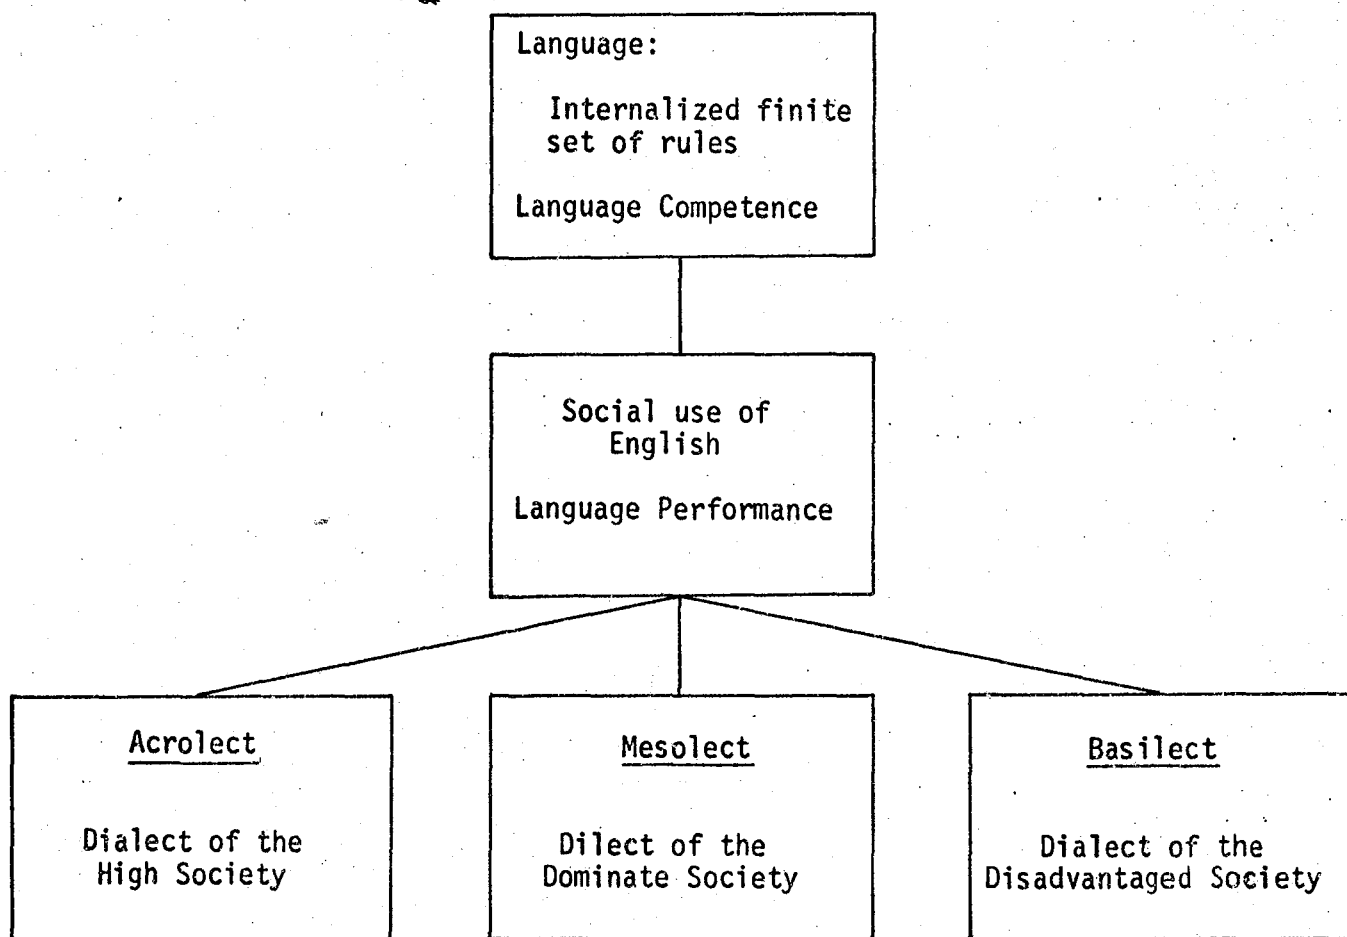 Language:
Internalized finite
set of rules
Language Competence
Social use of
English
Language Performance
Acrolect
Dialect of the
High Society
Mesolect
Dilect of the
Dominate Society
Basilect
Dialect of the
Disadvantaged Society